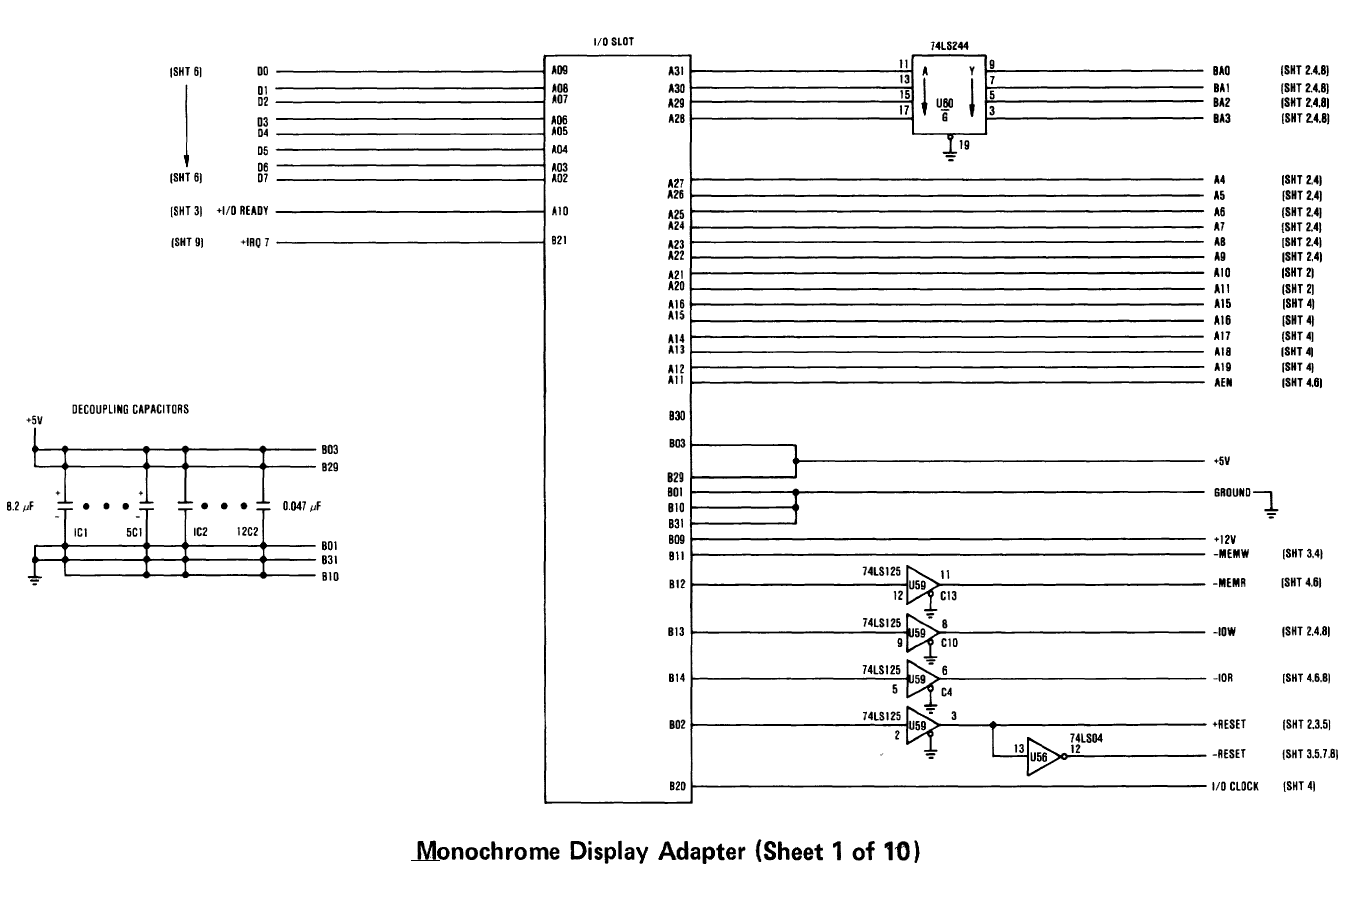 I/O SLOT
74LS244
(SHT 6) D0 A09
D1 A08
D2 A07
D3 A06
D4 A05
D5 A04
D6 A03
(SHT 6) D7 A02
(SHT 3) +I/O READY A10
(SHT 9) +IRQ 7 B21
A31 11 A Y 9 BA0 (SHT 2,4,8)
A30 13 7 BA1 (SHT 2,4,8)
A29 15 U60 5 BA2 (SHT 2,4,8)
A28 17 G 3 BA3 (SHT 2,4,8)
19
A27 A4 (SHT 2,4)
A26 A5 (SHT 2,4)
A25 A6 (SHT 2,4)
A24 A7 (SHT 2,4)
A23 A8 (SHT 2,4)
A22 A9 (SHT 2,4)
A21 A10 (SHT 2)
A20 A11 (SHT 2)
A16 A15 (SHT 4)
A15 A16 (SHT 4)
A14 A17 (SHT 4)
A13 A18 (SHT 4)
A12 A19 (SHT 4)
A11 AEN (SHT 4,6)
B30
B03
+5V
B29
B01 GROUND
B10
B31
B09 +12V
B11 -MEMW (SHT 3,4)
74LS125 11
B12 U59 -MEMR (SHT 4,6)
12 C13
74LS125 8
B13 U59 -IOW (SHT 2,4,8)
9 C10
74LS125 6
B14 U59 -IOR (SHT 4,6,8)
5 C4
74LS125 3
B02 U59 +RESET (SHT 2,3,5)
2
74LS04
13 U56 12 -RESET (SHT 3,5,7,8)
B20 I/O CLOCK (SHT 4)
DECOUPLING CAPACITORS
+5V
B03
B29
+ +
8.2 µF 0.047 µF
- -
1C1 5C1 1C2 12C2
B01
B31
B10
Monochrome Display Adapter (Sheet 1 of 10)